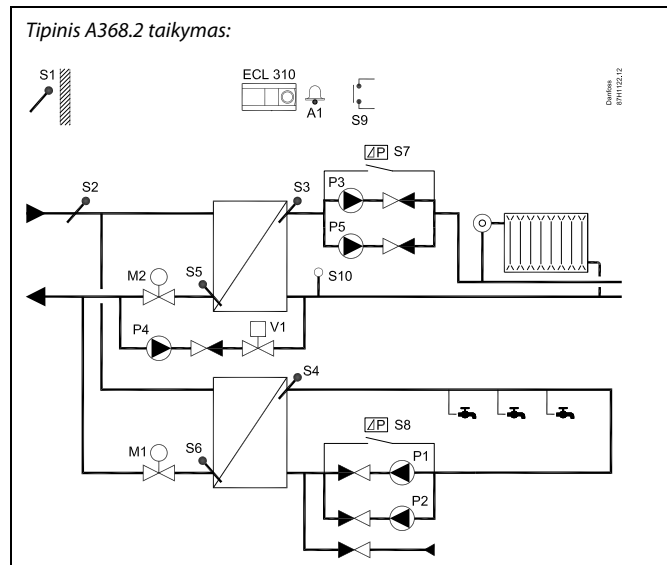 Tipinis A368.2 taikymas:
S1
ECL 310
A1
S9
Danfoss
87H1122.12
⊿P S7
S2
S3
P3
P5
M2
S5
S10
P4
V1
S4
⊿P S8
M1
S6
P1
P2